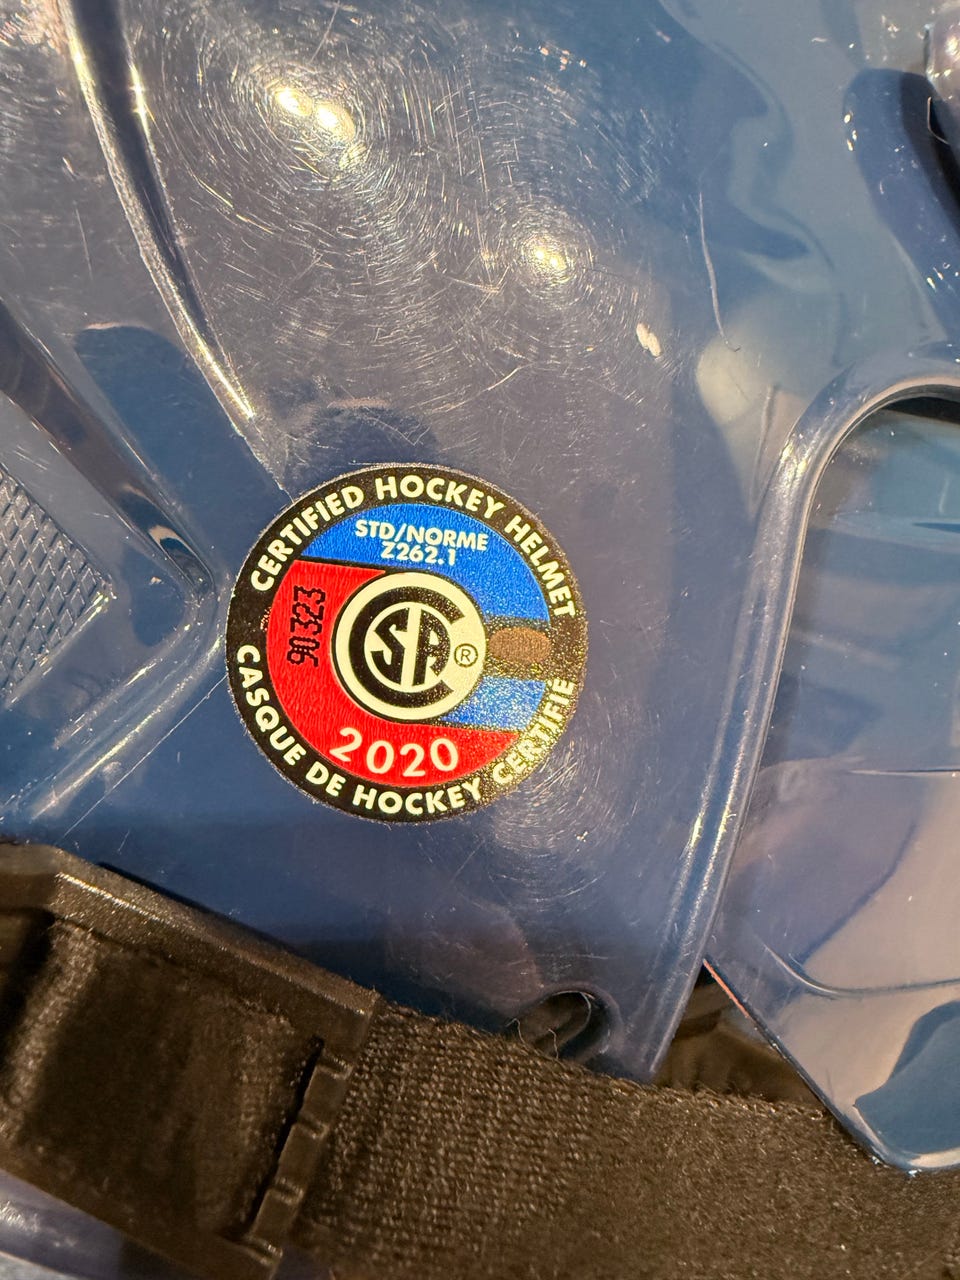 CERTIFIED HOCKEY HELMET
STD/NORME
Z262.1
90323
CSA®
2020
CASQUE DE HOCKEY CERTIFIÉ